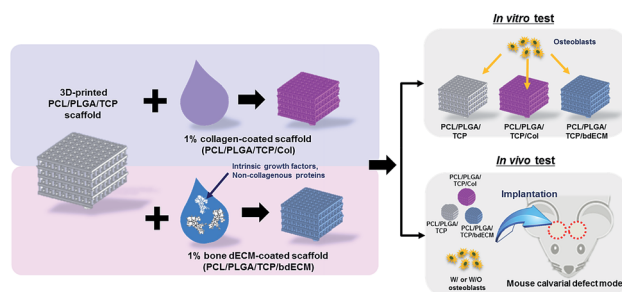 3D-printed
PCL/PLGA/TCP
scaffold
1% collagen-coated scaffold
(PCL/PLGA/TCP/Col)
Intrinsic growth factors,
Non-collagenous proteins
1% bone dECM-coated scaffold
(PCL/PLGA/TCP/bdECM)
In vitro test
Osteoblasts
PCL/PLGA/
TCP
PCL/PLGA/
TCP/Col
PCL/PLGA/
TCP/bdECM
In vivo test
PCL/PLGA/
TCP/Col
PCL/PLGA/
TCP
PCL/PLGA/
TCP/bdECM
Implantation
W/ or W/O
osteoblasts
Mouse calvarial defect mode